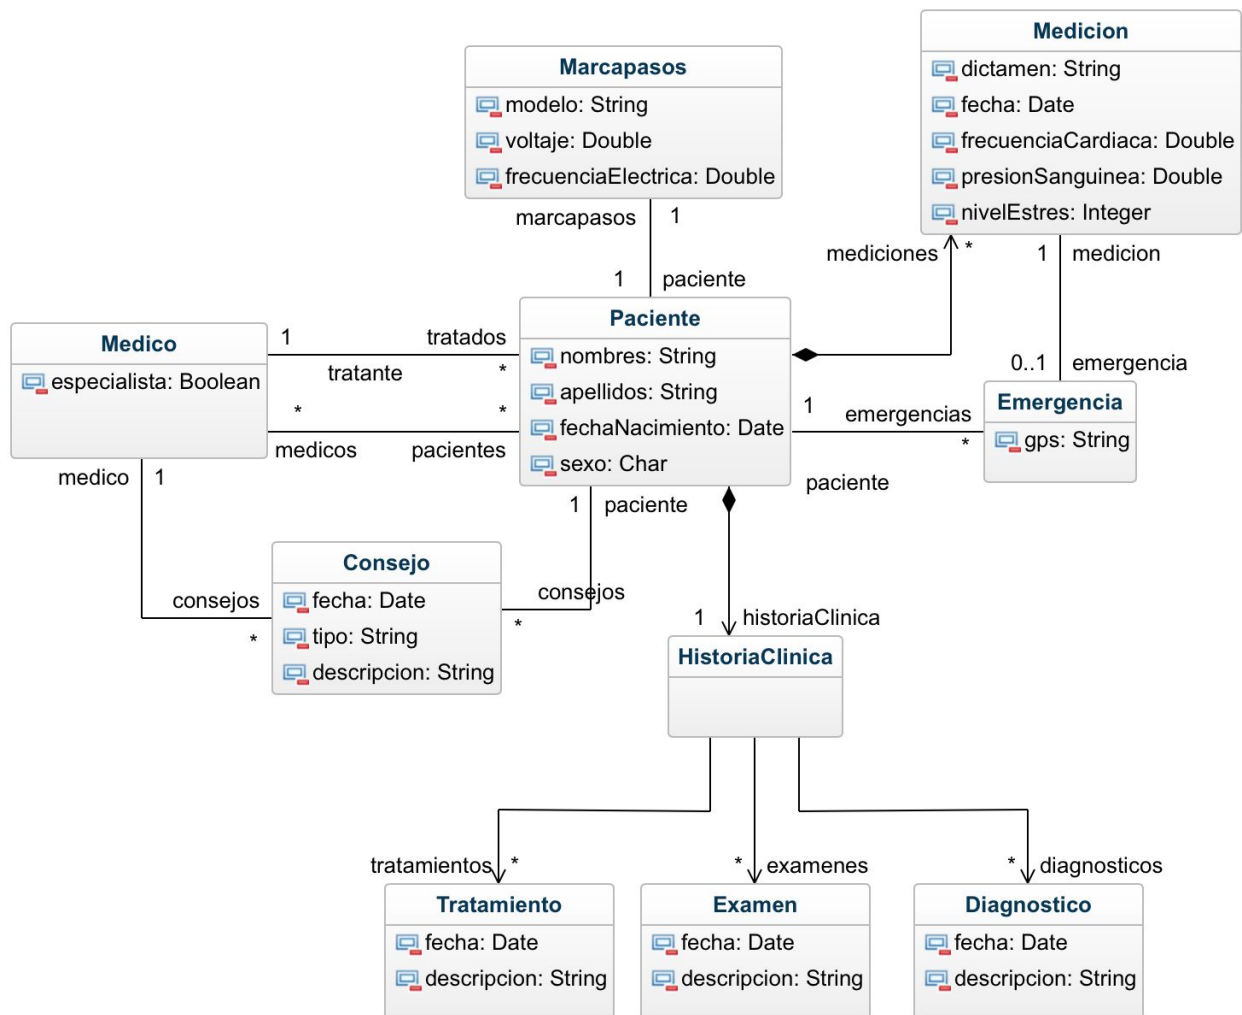 Medicion
dictamen: String
fecha: Date
frecuenciaCardiaca: Double
presionSanguinea: Double
nivelEstres: Integer
Marcapasos
modelo: String
voltaje: Double
frecuenciaElectrica: Double
marcapasos 1
mediciones *
1 medicion
1 paciente
Paciente
nombres: String
apellidos: String
fechaNacimiento: Date
sexo: Char
Medico
especialista: Boolean
1 tratados
tratante *
* *
medicos pacientes
0..1 emergencia
Emergencia
gps: String
1 emergencias
*
paciente
medico 1
1 paciente
Consejo
fecha: Date
tipo: String
descripcion: String
consejos
*
consejos
*
1 historiaClinica
HistoriaClinica
tratamientos *
* examenes
* diagnosticos
Tratamiento
fecha: Date
descripcion: String
Examen
fecha: Date
descripcion: String
Diagnostico
fecha: Date
descripcion: String